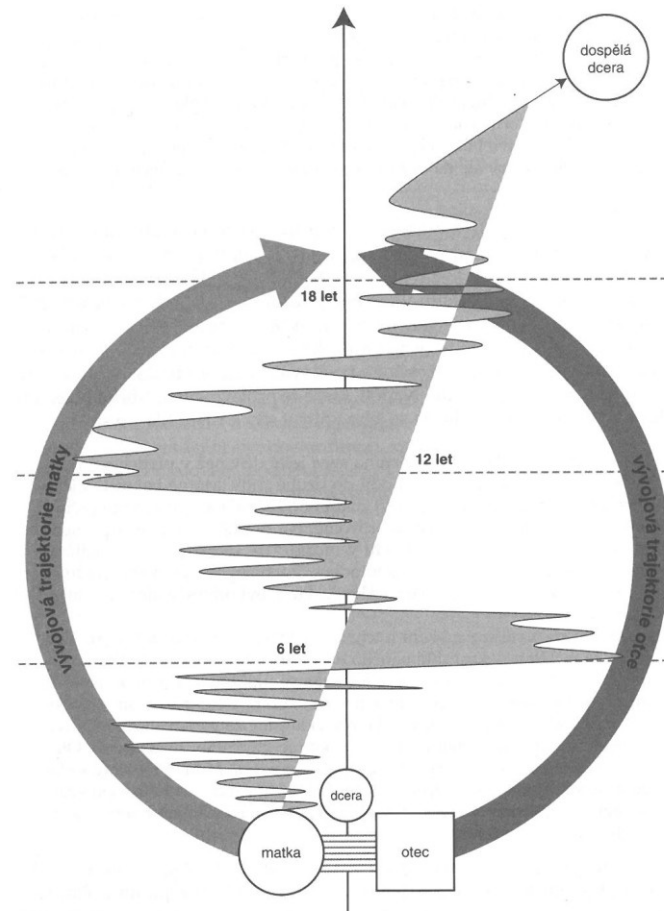 dospělá
dcera
18 let
12 let
vývojová trajektorie matky
vývojová trajektorie otce
6 let
dcera
matka
otec